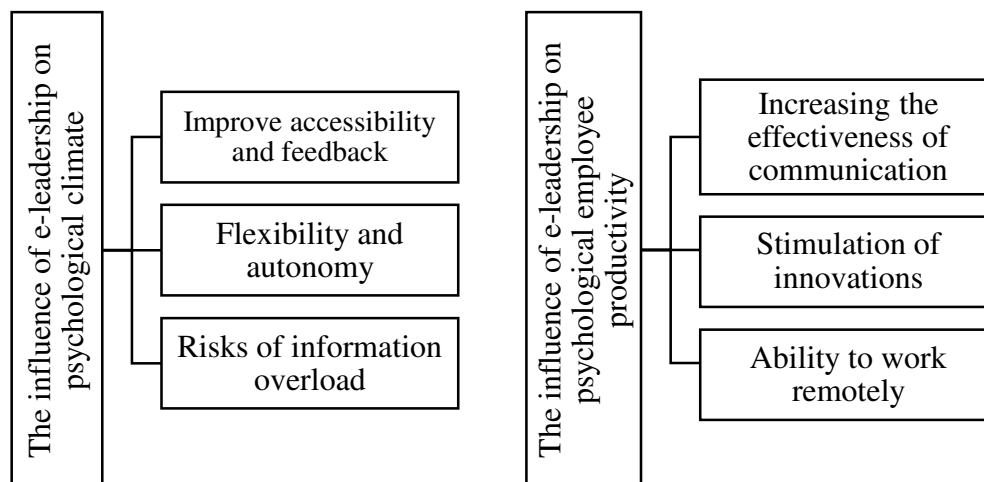 The influence of e-leadership on
psychological climate
Improve accessibility
and feedback
Flexibility and
autonomy
Risks of information
overload
The influence of e-leadership on
psychological employee
productivity
Increasing the
effectiveness of
communication
Stimulation of
innovations
Ability to work
remotely